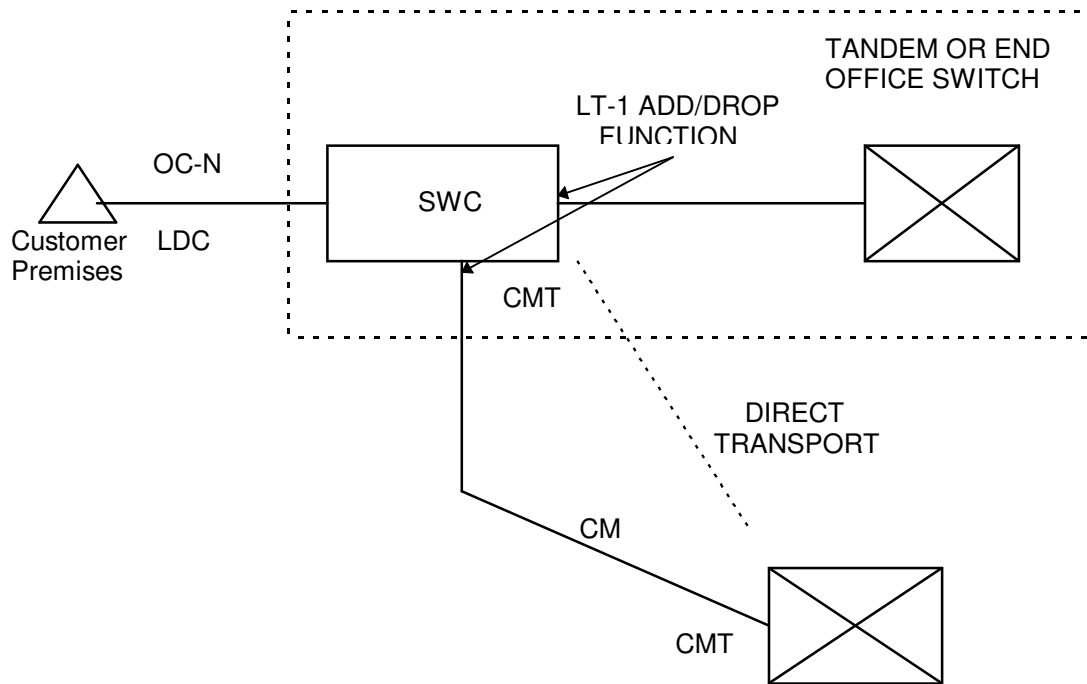 TANDEM OR END
OFFICE SWITCH
LT-1 ADD/DROP
FUNCTION
OC-N
SWC
LDC
Customer
Premises
CMT
DIRECT
TRANSPORT
CM
CMT